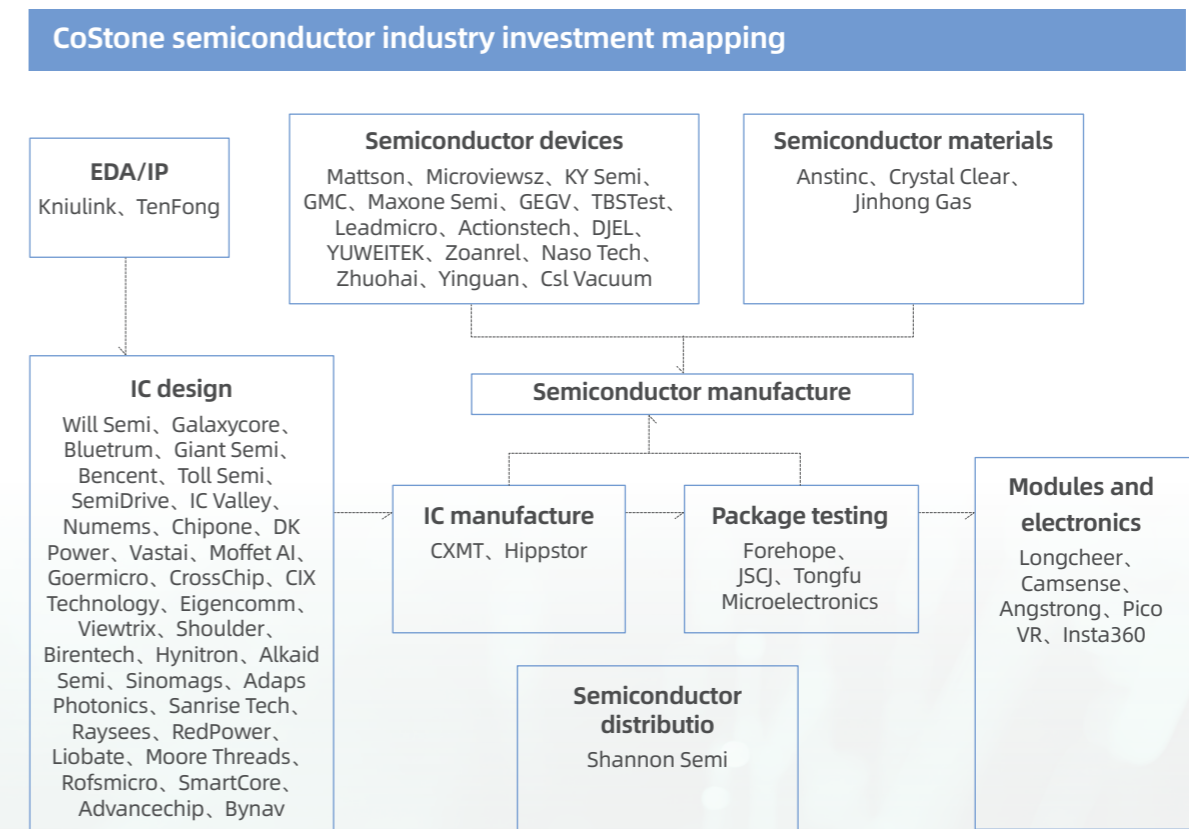 CoStone semiconductor industry investment mapping
EDA/IP
Kniulink、TenFong
Semiconductor devices
Mattson、Microviewsz、KY Semi、
GMC、Maxone Semi、GEGV、TBSTest、
Leadmicro、Actionstech、DJEL、
YUWEITEK、Zoanrel、Naso Tech、
Zhuohai、Yinguan、Csl Vacuum
Semiconductor materials
Anstinc、Crystal Clear、
Jinhong Gas
Semiconductor manufacture
IC design
Will Semi、Galaxycore、
Bluetrum、Giant Semi、
Bencent、Toll Semi、
SemiDrive、IC Valley、
Numems、Chipone、DK
Power、Vastai、Moffet AI、
Goermicro、CrossChip、CIX
Technology、Eigencomm、
Viewtrix、Shoulder、
Birentech、Hynitron、Alkaid
Semi、Sinomags、Adaps
Photonics、Sanrise Tech、
Raysees、RedPower、
Liobate、Moore Threads、
Rofsmicro、SmartCore、
Advancechip、Bynav
IC manufacture
CXMT、Hippstor
Package testing
Forehope、
JSCJ、Tongfu
Microelectronics
Modules and
electronics
Longcheer、
Camsense、
Angstrong、Pico
VR、Insta360
Semiconductor
distributio
Shannon Semi